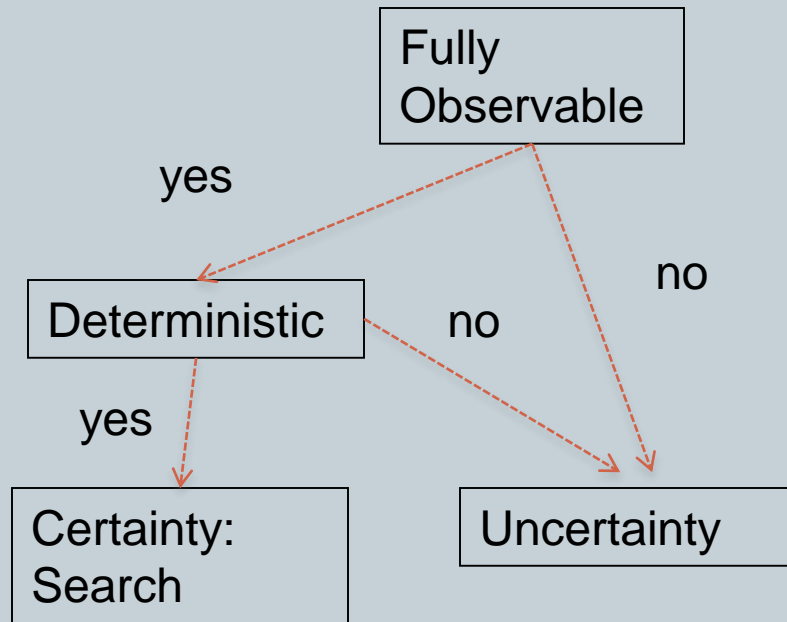 Fully
Observable
yes
no
Deterministic
no
yes
Certainty:
Search
Uncertainty